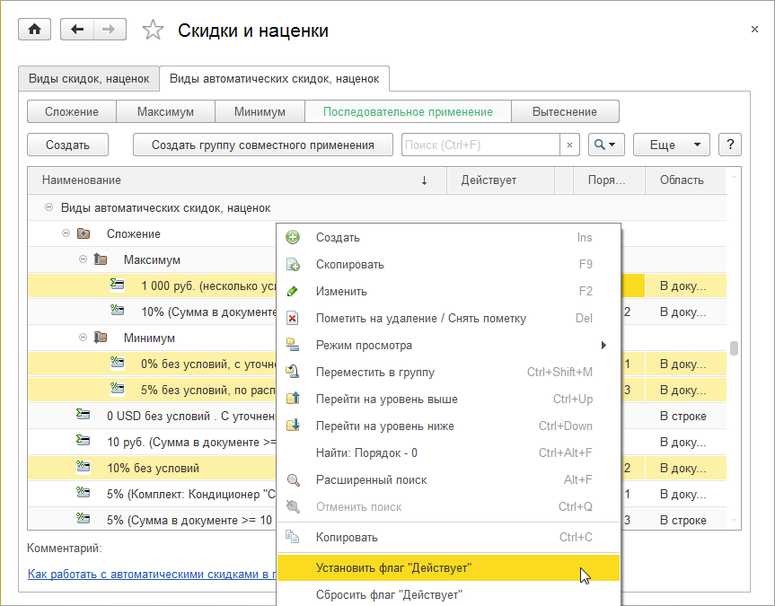 Скидки и наценки
Виды скидок, наценок
Виды автоматических скидок, наценок
Сложение
Максимум
Минимум
Последовательное применение
Вытеснение
Создать
Создать группу совместного применения
Поиск (Ctrl+F)
×
Еще
?
Наименование ↓
Действует
Поря...
Область
Виды автоматических скидок, наценок
Сложение
Максимум
1 000 руб. (несколько ус
В доку...
10% (Сумма в документе
2
В доку...
Минимум
0% без условий, с уточн
1
В доку...
5% без условий, по расп
3
В доку...
0 USD без условий . С уточнен
В строке
10 руб. (Сумма в документе >=
В доку...
10% без условий
2
В доку...
5% (Комплект: Кондиционер "С
1
В доку...
5% (Сумма в документе >= 10
3
В строке
Комментарий:
Как работать с автоматическими скидками в
Создать Ins
Скопировать F9
Изменить F2
Пометить на удаление / Снять пометку Del
Режим просмотра
Переместить в группу Ctrl+Shift+M
Перейти на уровень выше Ctrl+Up
Перейти на уровень ниже Ctrl+Down
Найти: Порядок - 0 Ctrl+Alt+F
Расширенный поиск Alt+F
Отменить поиск Ctrl+Q
Копировать Ctrl+C
Установить флаг "Действует"
Сбросить флаг "Действует"